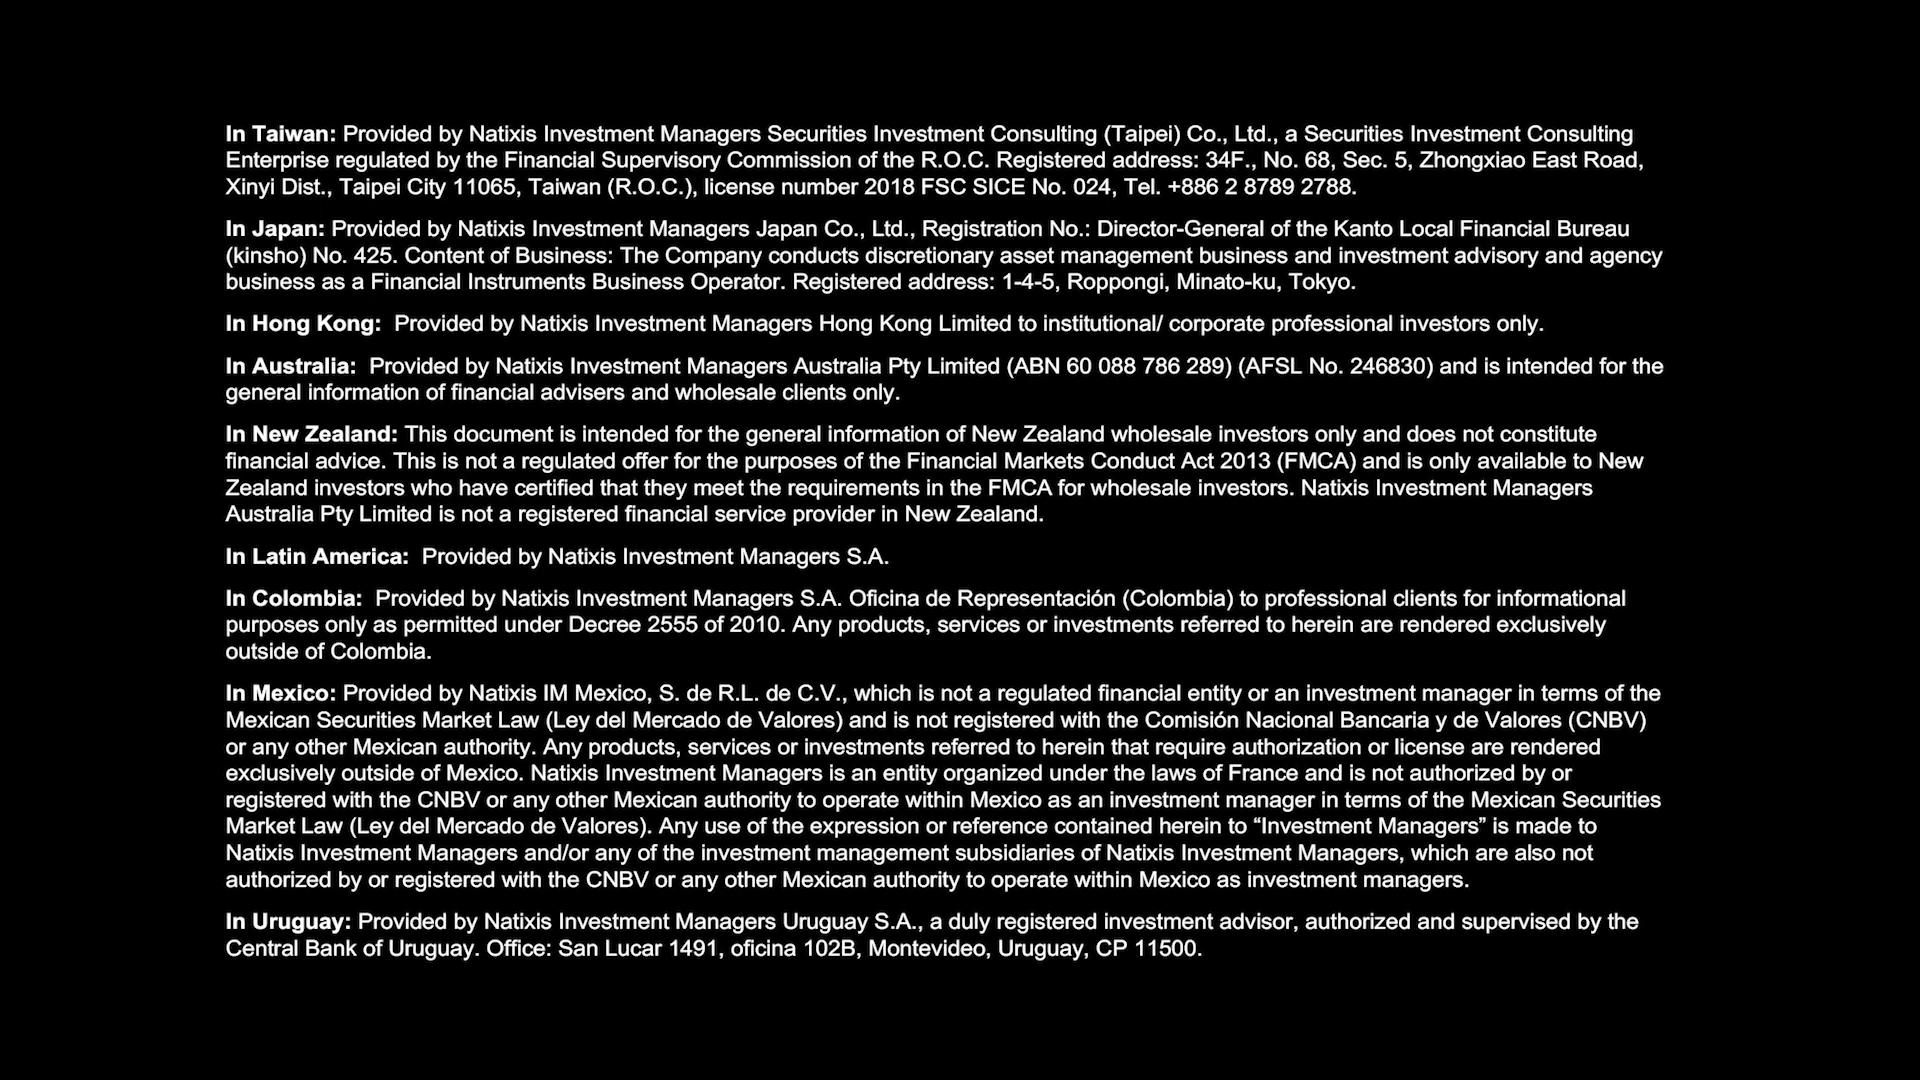 In Taiwan: Provided by Natixis Investment Managers Securities Investment Consulting (Taipei) Co., Ltd., a Securities Investment Consulting
Enterprise regulated by the Financial Supervisory Commission of the R.O.C. Registered address: 34F., No. 68, Sec. 5, Zhongxiao East Road,
Xinyi Dist., Taipei City 11065, Taiwan (R.O.C.), license number 2018 FSC SICE No. 024, Tel. +886 2 8789 2788.
In Japan: Provided by Natixis Investment Managers Japan Co., Ltd., Registration No.: Director-General of the Kanto Local Financial Bureau
(kinsho) No. 425. Content of Business: The Company conducts discretionary asset management business and investment advisory and agency
business as a Financial Instruments Business Operator. Registered address: 1-4-5, Roppongi, Minato-ku, Tokyo.
In Hong Kong:  Provided by Natixis Investment Managers Hong Kong Limited to institutional/ corporate professional investors only.
In Australia:  Provided by Natixis Investment Managers Australia Pty Limited (ABN 60 088 786 289) (AFSL No. 246830) and is intended for the
general information of financial advisers and wholesale clients only.
In New Zealand: This document is intended for the general information of New Zealand wholesale investors only and does not constitute
financial advice. This is not a regulated offer for the purposes of the Financial Markets Conduct Act 2013 (FMCA) and is only available to New
Zealand investors who have certified that they meet the requirements in the FMCA for wholesale investors. Natixis Investment Managers
Australia Pty Limited is not a registered financial service provider in New Zealand.
In Latin America:  Provided by Natixis Investment Managers S.A.
In Colombia:  Provided by Natixis Investment Managers S.A. Oficina de Representación (Colombia) to professional clients for informational
purposes only as permitted under Decree 2555 of 2010. Any products, services or investments referred to herein are rendered exclusively
outside of Colombia.
In Mexico: Provided by Natixis IM Mexico, S. de R.L. de C.V., which is not a regulated financial entity or an investment manager in terms of the
Mexican Securities Market Law (Ley del Mercado de Valores) and is not registered with the Comisión Nacional Bancaria y de Valores (CNBV)
or any other Mexican authority. Any products, services or investments referred to herein that require authorization or license are rendered
exclusively outside of Mexico. Natixis Investment Managers is an entity organized under the laws of France and is not authorized by or
registered with the CNBV or any other Mexican authority to operate within Mexico as an investment manager in terms of the Mexican Securities
Market Law (Ley del Mercado de Valores). Any use of the expression or reference contained herein to “Investment Managers” is made to
Natixis Investment Managers and/or any of the investment management subsidiaries of Natixis Investment Managers, which are also not
authorized by or registered with the CNBV or any other Mexican authority to operate within Mexico as investment managers.
In Uruguay: Provided by Natixis Investment Managers Uruguay S.A., a duly registered investment advisor, authorized and supervised by the
Central Bank of Uruguay. Office: San Lucar 1491, oficina 102B, Montevideo, Uruguay, CP 11500.